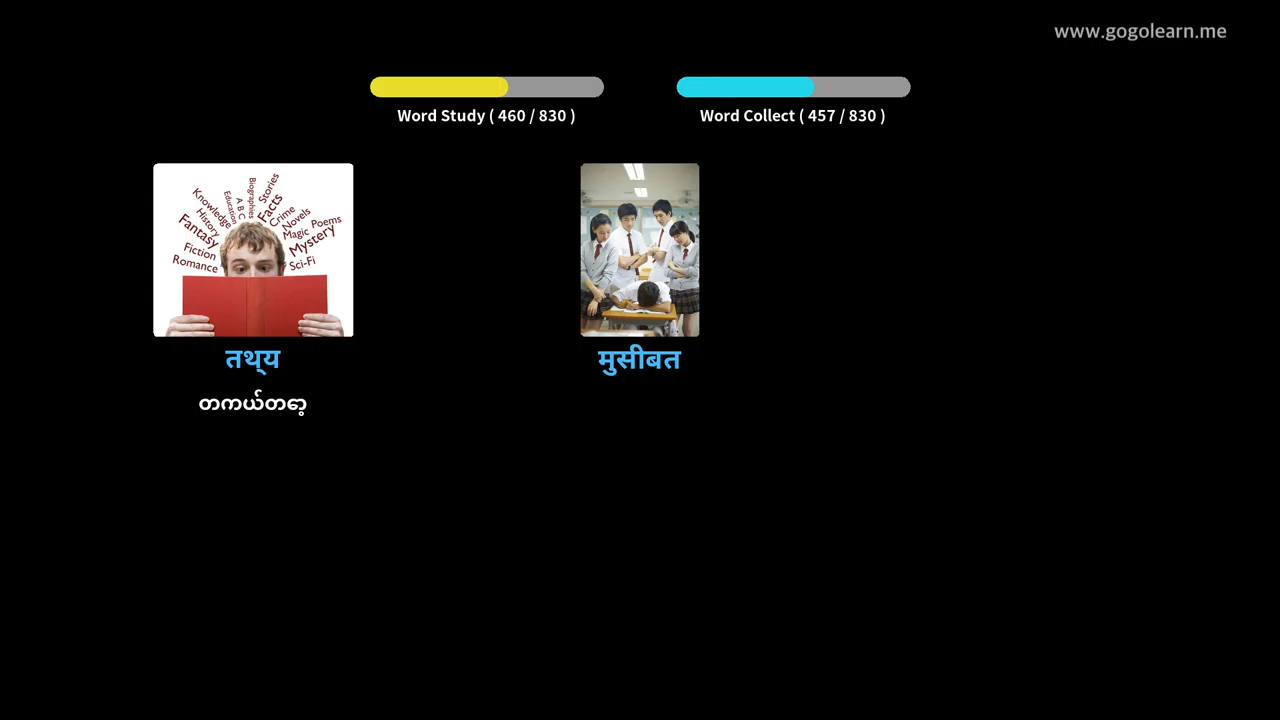 www.gogolearn.me
Word Study ( 460 / 830 )
Word Collect ( 457 / 830 )
Stories
Biographies
A B C
Facts
Education
Knowledge
Crime
Novels
History
Poems
Magic
Fantasy
Mystery
Fiction
Romance
Sci-Fi
तथ्य
मुसीबत
တကယ်တော့